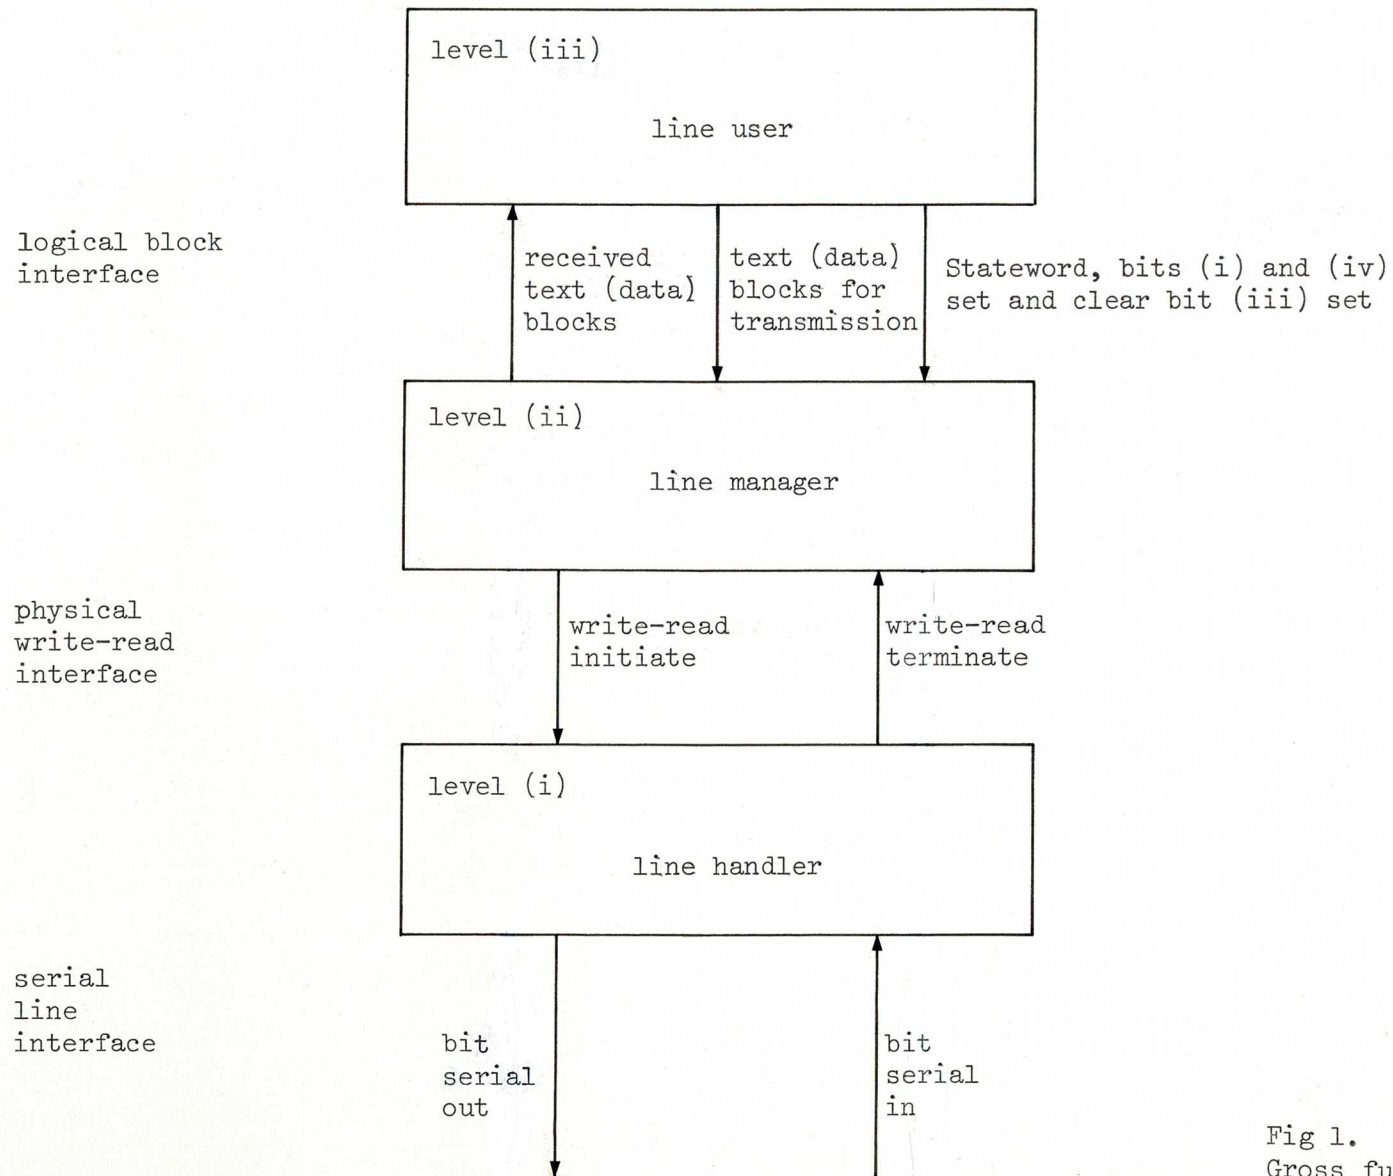 level (iii)
line user
logical block
interface
received
text (data)
blocks
text (data)
blocks for
transmission
Stateword, bits (i) and (iv)
set and clear bit (iii) set
level (ii)
line manager
physical
write-read
interface
write-read
initiate
write-read
terminate
level (i)
line handler
serial
line
interface
bit
serial
out
bit
serial
in
Fig 1.
Gross fu